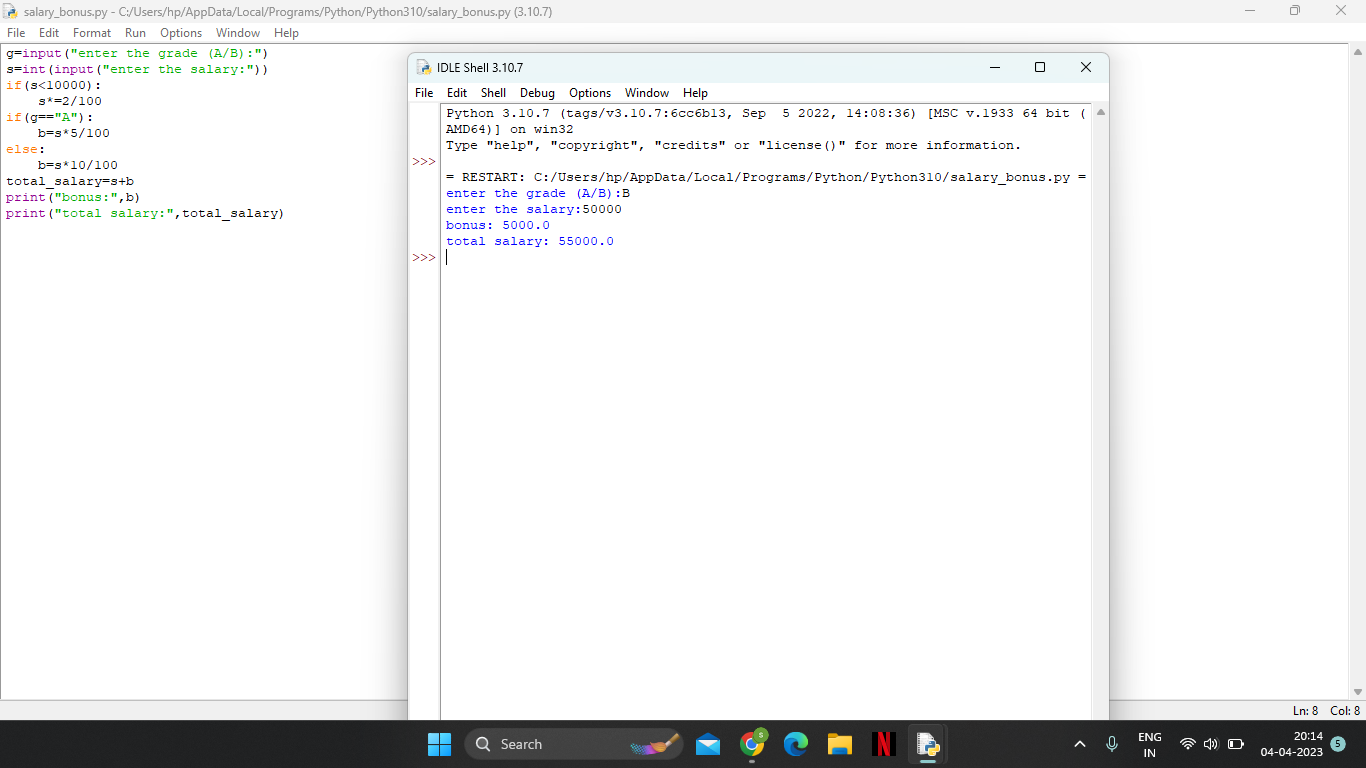 salary_bonus.py - C:/Users/hp/AppData/Local/Programs/Python/Python310/salary_bonus.py (3.10.7)
File Edit Format Run Options Window Help
g=input("enter the grade (A/B):")
s=int(input("enter the salary:"))
if(s<10000):
    s*=2/100
if(g=="A"):
    b=s*5/100
else:
    b=s*10/100
total_salary=s+b
print("bonus:",b)
print("total salary:",total_salary)
IDLE Shell 3.10.7
File Edit Shell Debug Options Window Help
Python 3.10.7 (tags/v3.10.7:6cc6b13, Sep  5 2022, 14:08:36) [MSC v.1933 64 bit (
AMD64)] on win32
Type "help", "copyright", "credits" or "license()" for more information.
>>>
= RESTART: C:/Users/hp/AppData/Local/Programs/Python/Python310/salary_bonus.py =
enter the grade (A/B):B
enter the salary:50000
bonus: 5000.0
total salary: 55000.0
>>>
Ln: 8 Col: 8
Search
S
N
ENG
IN
20:14
04-04-2023
5